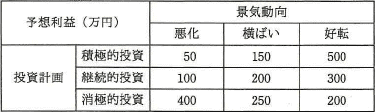 予想利益（万円） 景気動向
悪化 横ばい 好転
投資計画 積極的投資 50 150 500
継続的投資 100 200 300
消極的投資 400 250 200